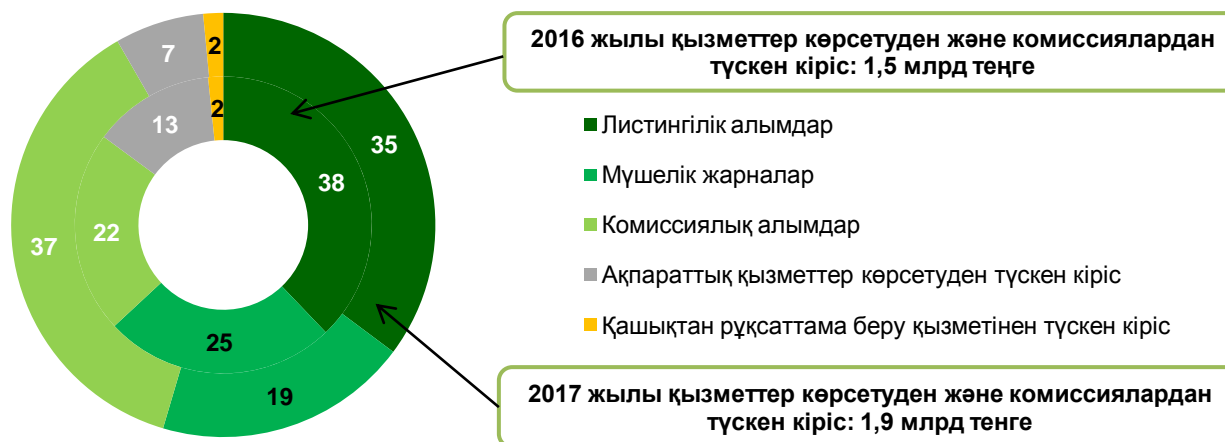 2016 жылы қызметтер көрсетуден және комиссиялардан
түскен кіріс: 1,5 млрд теңге
Листингілік алымдар
Мүшелік жарналар
Комиссиялық алымдар
Ақпараттық қызметтер көрсетуден түскен кіріс
Қашықтан рұқсаттама беру қызметінен түскен кіріс
2017 жылы қызметтер көрсетуден және комиссиялардан
түскен кіріс: 1,9 млрд тенге
7
2
13
2
35
38
37
22
25
19